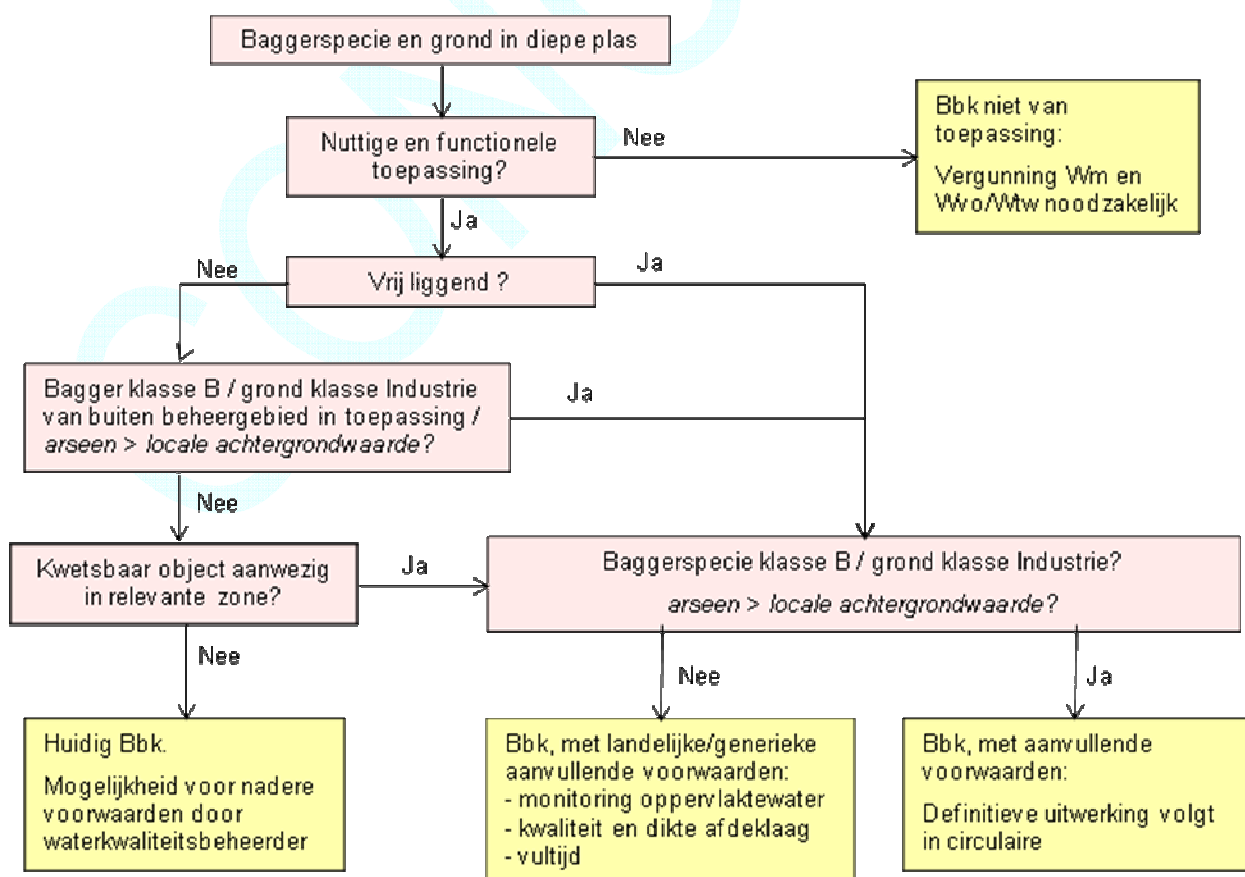 Baggerspecie en grond in diepe plas
Nuttige en functionele
toepassing?
Nee
Bbk niet van
toepassing:
Vergunning Wm en
Wvo/Wtw noodzakelijk
Ja
Nee
Vrij liggend ?
Ja
Bagger klasse B / grond klasse Industrie
van buiten beheergebied in toepassing /
arseen > locale achtergrondwaarde?
Ja
Nee
Kwetsbaar object aanwezig
in relevante zone?
Ja
Baggerspecie klasse B / grond klasse Industrie?
arseen > locale achtergrondwaarde?
Nee
Nee
Ja
Huidig Bbk.
Mogelijkheid voor nadere
voorwaarden door
waterkwaliteitsbeheerder
Bbk, met landelijke/generieke
aanvullende voorwaarden:
- monitoring oppervlaktewater
- kwaliteit en dikte afdeklaag
- vultijd
Bbk, met aanvullende
voorwaarden:
Definitieve uitwerking volgt
in circulaire